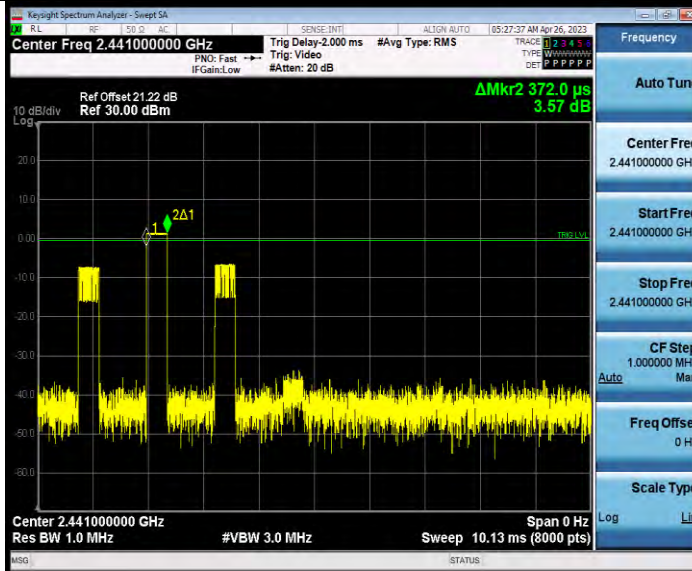 Keysight Spectrum Analyzer - Swept SA
RL RF 50 Ω AC SENSE:INT ALIGN AUTO 05:27:37 AM Apr 26, 2023
Center Freq 2.441000000 GHz
PNO: Fast
IFGain:Low
Trig Delay-2.000 ms
Trig: Video
#Atten: 20 dB
#Avg Type: RMS
TRACE 1 2 3 4 5 6
TYPE W
DET P P P P P P
Ref Offset 21.22 dB
10 dB/div Ref 30.00 dBm
Log
ΔMkr2 372.0 µs
3.57 dB
20.0
10.0
0.00
-10.0
-20.0
-30.0
-40.0
-50.0
-60.0
1
2Δ1
TRIG LVL
Center 2.441000000 GHz
Span 0 Hz
Res BW 1.0 MHz
#VBW 3.0 MHz
Sweep 10.13 ms (8000 pts)
MSG
STATUS
Frequency
Auto Tun
Center Fre
2.441000000 GH
Start Fre
2.441000000 GH
Stop Fre
2.441000000 GH
CF Step
1.000000 MH
Auto Ma
Freq Offse
0 H
Scale Type
Log Li